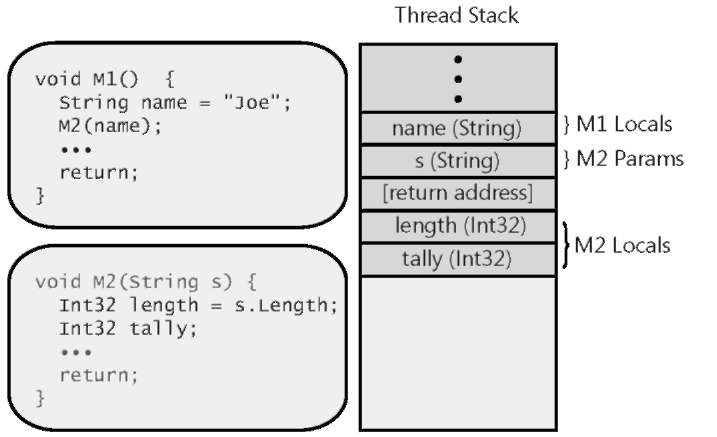 Thread Stack
void M1()  {
  String name = "Joe";
  M2(name);
  •••
  return;
}
name (String)
} M1 Locals
s (String)
} M2 Params
[return address]
length (Int32)
tally (Int32)
} M2 Locals
void M2(String s) {
  Int32 length = s.Length;
  Int32 tally;
  •••
  return;
}